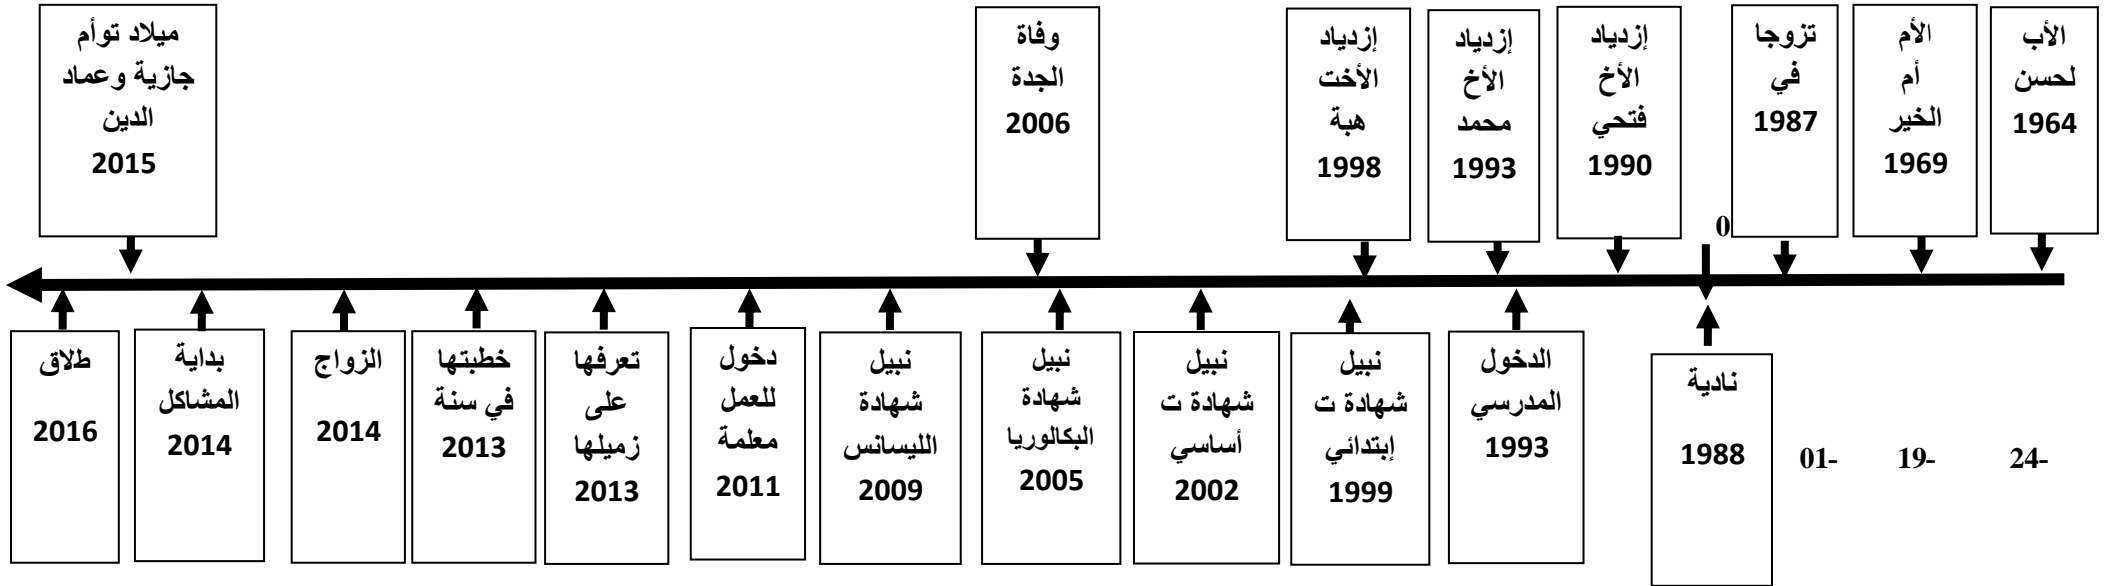 الأب
لحسن
1964
الأم
أم
الخير
1969
تزوجا
في
1987
0
إزدياد
الأخ
فتحي
1990
إزدياد
الأخ
محمد
1993
إزدياد
الأخت
هبة
1998
وفاة
الجدة
2006
ميلاد توأم
جازية وعماد
الدين
2015
24-
19-
01-
نادية
1988
الدخول
المدرسي
1993
نبيل
شهادة ت
إبتدائي
1999
نبيل
شهادة ت
أساسي
2002
نبيل
شهادة
البكالوريا
2005
نبيل
شهادة
الليسانس
2009
دخول
للعمل
معلمة
2011
تعرفها
على
زميلها
2013
خطبتها
في سنة
2013
الزواج
2014
بداية
المشاكل
2014
طلاق
2016